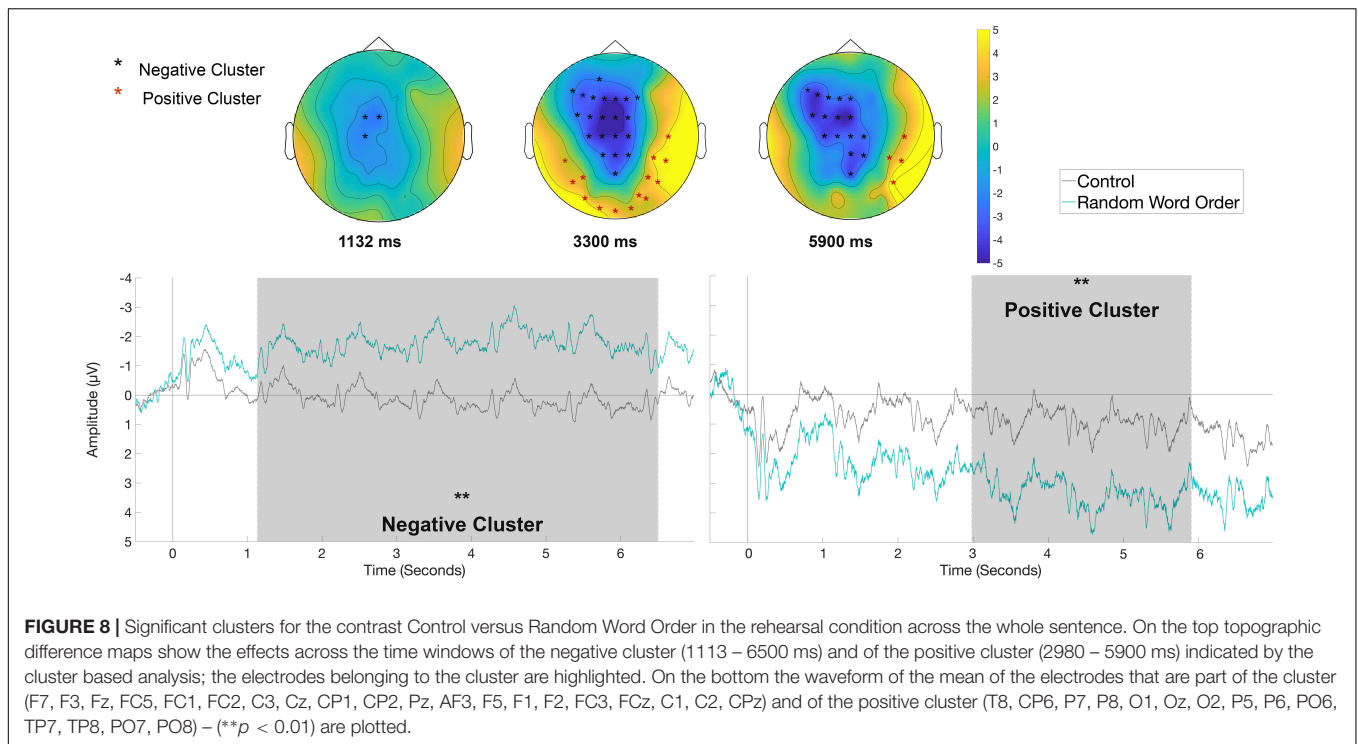 * Negative Cluster
* Positive Cluster
1132 ms
3300 ms
5900 ms
5
4
3
2
1
0
-1
-2
-3
-4
-5
Control
Random Word Order
-4
-3
-2
-1
0
1
2
3
4
5
Amplitude (µV)
**
Negative Cluster
0 1 2 3 4 5 6
Time (Seconds)
**
Positive Cluster
0 1 2 3 4 5 6
Time (Seconds)
FIGURE 8 | Significant clusters for the contrast Control versus Random Word Order in the rehearsal condition across the whole sentence. On the top topographic
difference maps show the effects across the time windows of the negative cluster (1113 – 6500 ms) and of the positive cluster (2980 – 5900 ms) indicated by the
cluster based analysis; the electrodes belonging to the cluster are highlighted. On the bottom the waveform of the mean of the electrodes that are part of the cluster
(F7, F3, Fz, FC5, FC1, FC2, C3, Cz, CP1, CP2, Pz, AF3, F5, F1, F2, FC3, FCz, C1, C2, CPz) and of the positive cluster (T8, CP6, P7, P8, O1, Oz, O2, P5, P6, PO6,
TP7, TP8, PO7, PO8) – (**p < 0.01) are plotted.